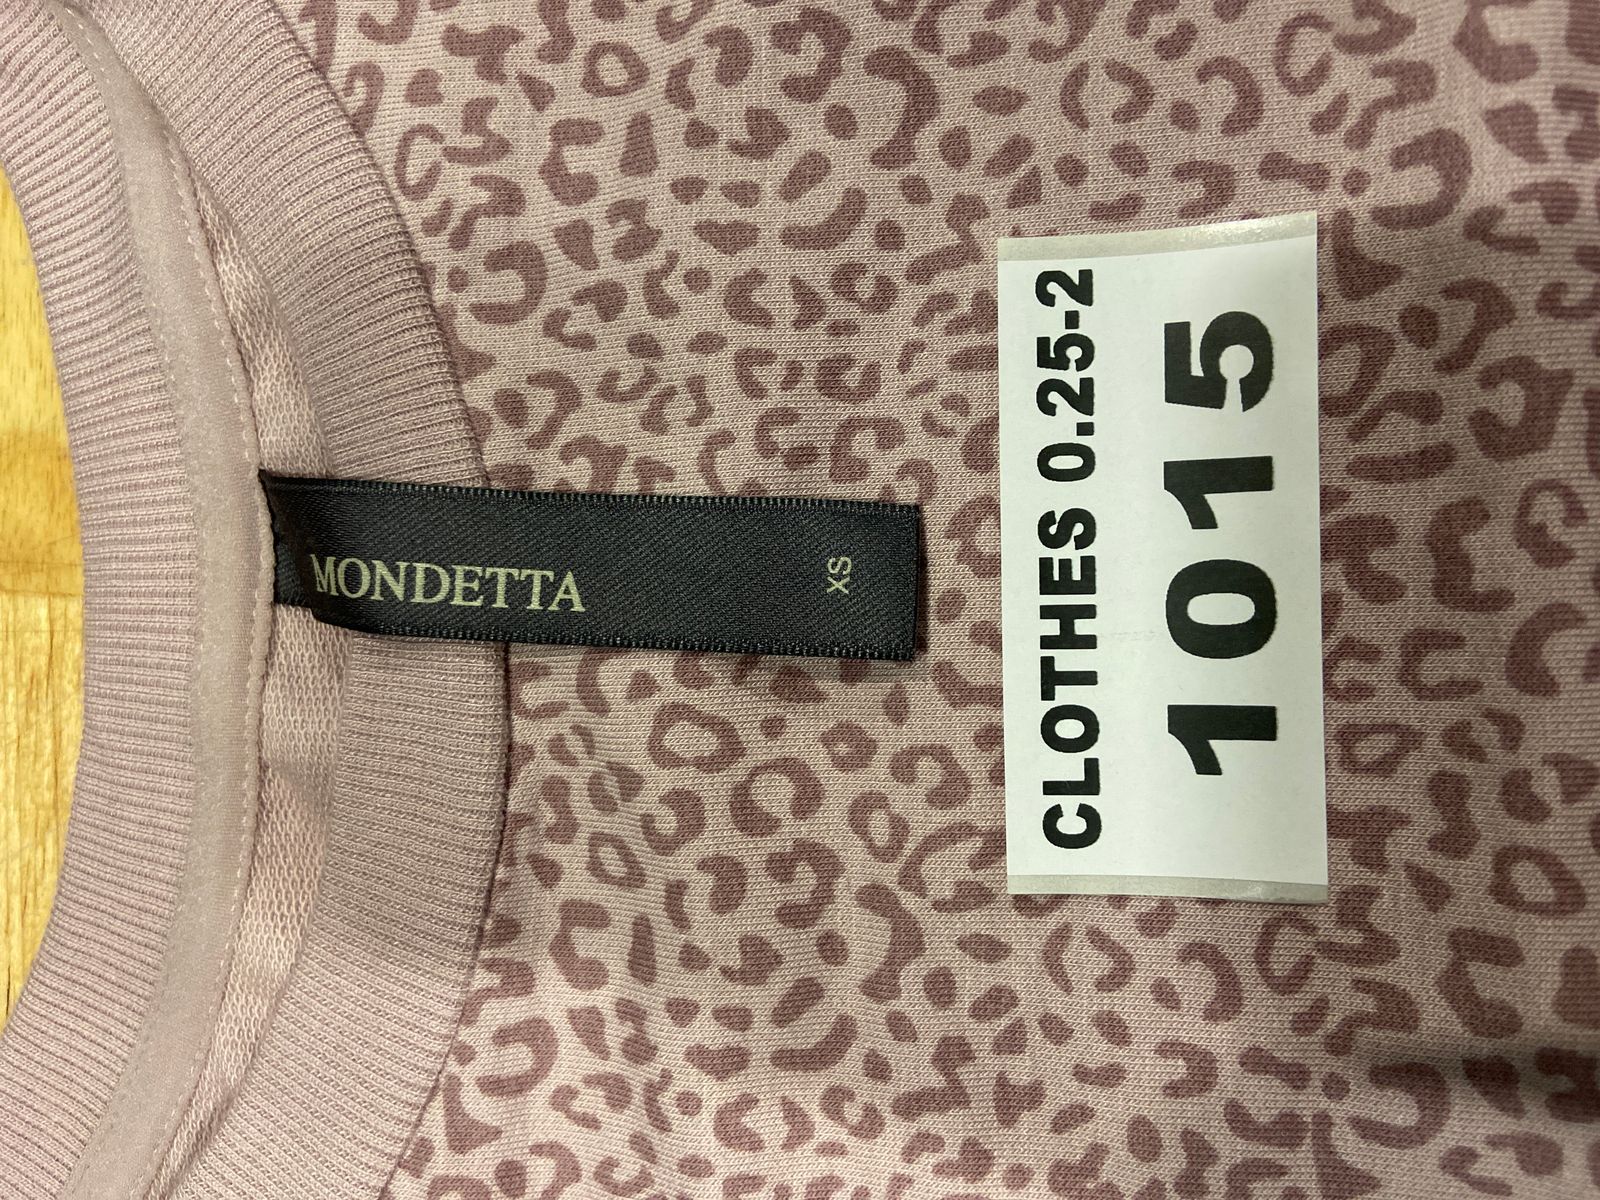 MONDETTA
XS
CLOTHES 0.25-2
1015